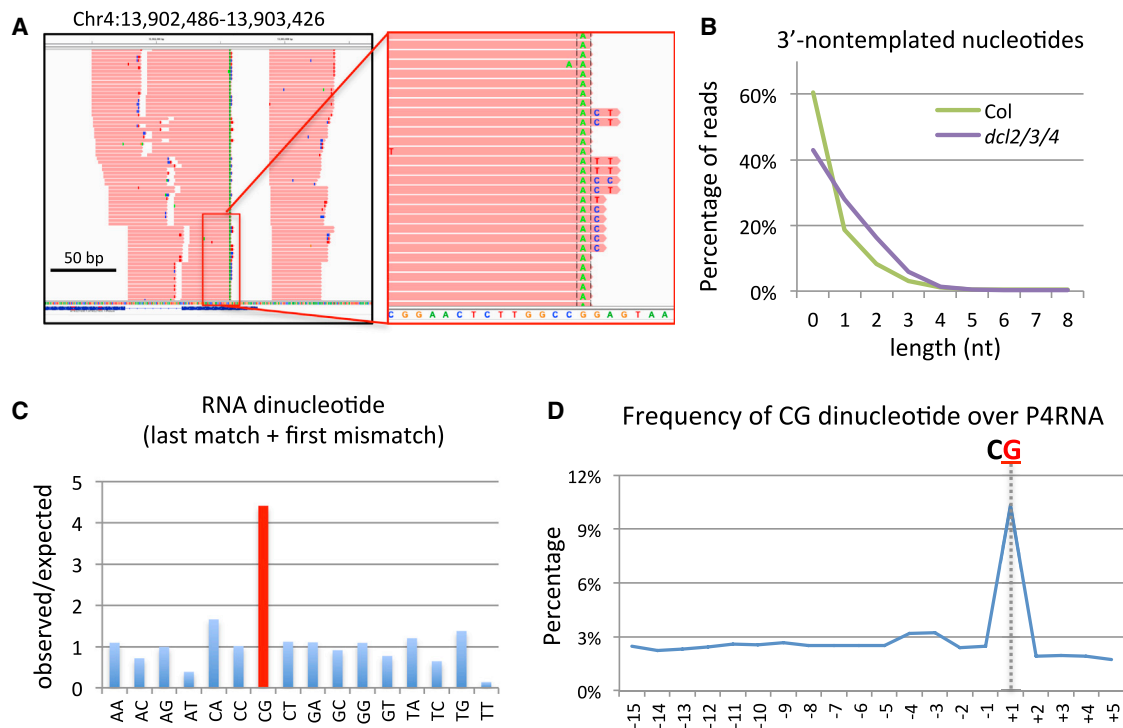 A
Chr4:13,902,486-13,903,426
50 bp
A
A
A
A A
A
A
A
A
A C T
A C T
A
A
T A
A T T
A T T
A C C
A C T
A T
A C
A C
A C
A C
A C
A
A
A
A
A
C G G A A C T C T T G G C C G G A G T A A
B
3’-nontemplated nucleotides
Percentage of reads
60%
40%
20%
0%
Col
dcl2/3/4
0 1 2 3 4 5 6 7 8
length (nt)
C
RNA dinucleotide
(last match + first mismatch)
observed/expected
5
4
3
2
1
0
AA AC AG AT CA CC CG CT GA GC GG GT TA TC TG TT
D
Frequency of CG dinucleotide over P4RNA
CG
Percentage
12%
9%
6%
3%
0%
-15 -14 -13 -12 -11 -10 -9 -8 -7 -6 -5 -4 -3 -2 -1 +1 +2 +3 +4 +5